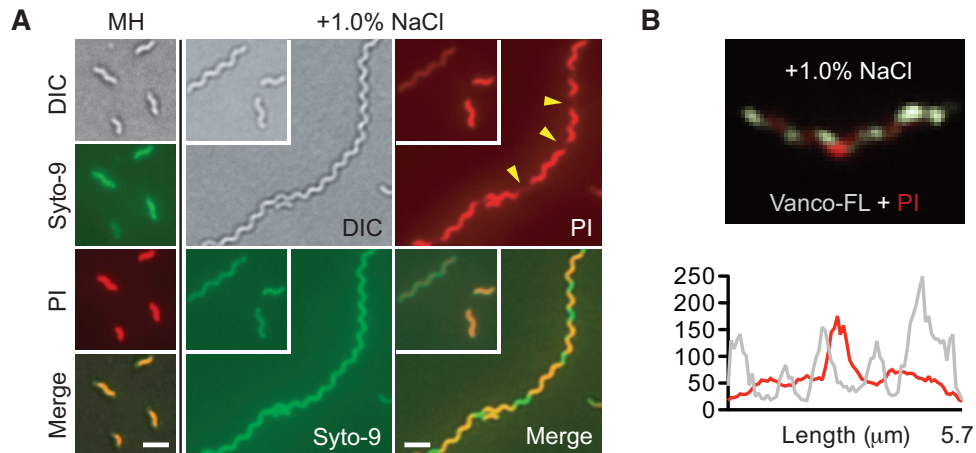 A
MH
+1.0% NaCl
DIC
Syto-9
PI
Merge
DIC
PI
Syto-9
Merge
B
+1.0% NaCl
Vanco-FL + PI
250
200
150
100
50
0
Length (μm) 5.7